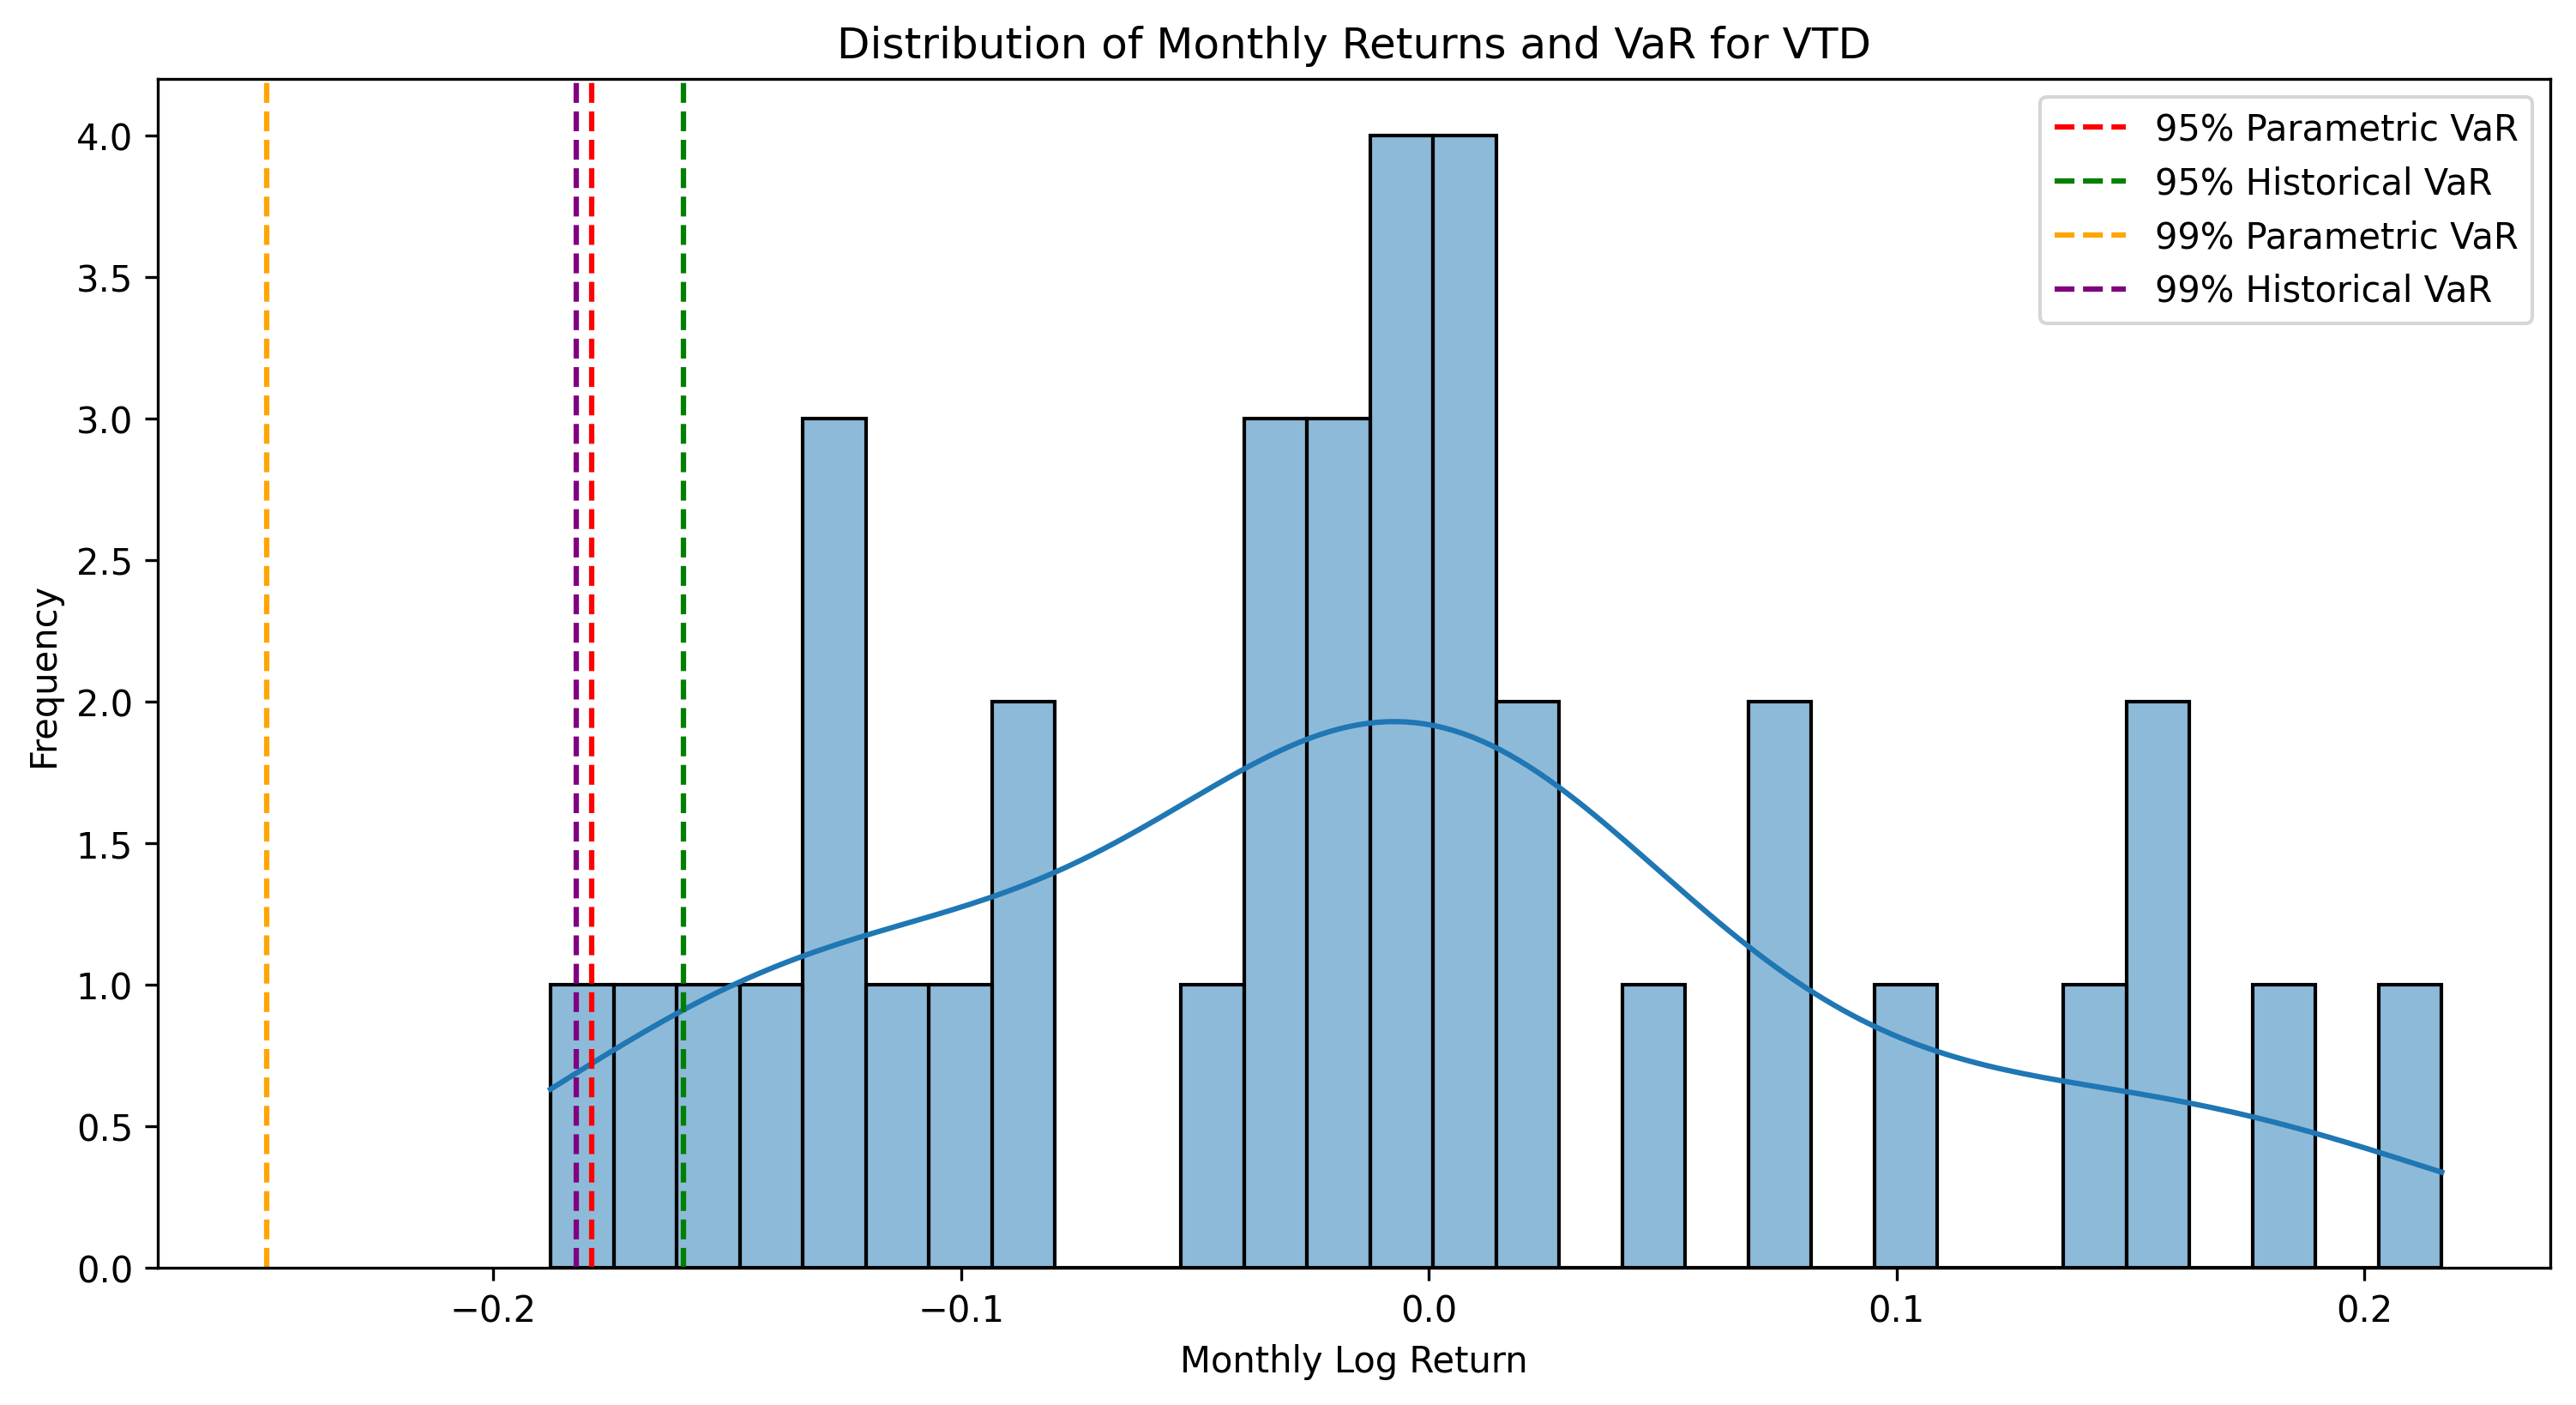 Distribution of Monthly Returns and VaR for VTD
95% Parametric VaR
95% Historical VaR
99% Parametric VaR
99% Historical VaR
4.0
3.5
3.0
2.5
2.0
1.5
1.0
0.5
0.0
Frequency
−0.2 −0.1 0.0 0.1 0.2
Monthly Log Return